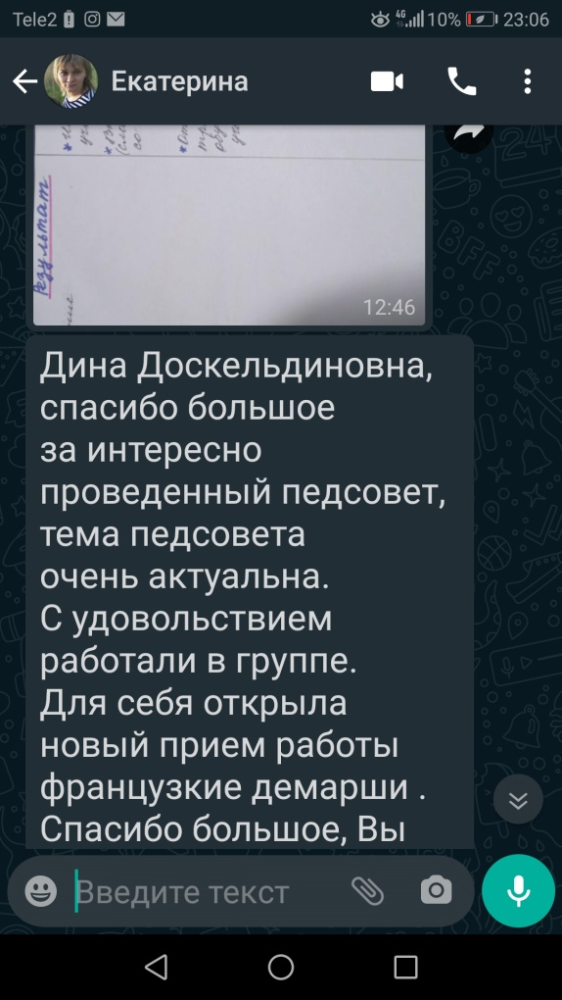 Tele2 4G 10% 23:06
Екатерина
Результат
12:46
Дина Доскельдиновна,
спасибо большое
за интересно
проведенный педсовет,
тема педсовета
очень актуальна.
С удовольствием
работали в группе.
Для себя открыла
новый прием работы
французкие демарши .
Спасибо большое, Вы
Введите текст